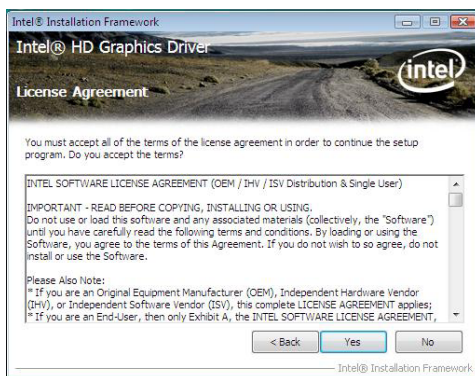 Intel® Installation Framework
Intel® HD Graphics Driver
intel
License Agreement
You must accept all of the terms of the license agreement in order to continue the setup
program. Do you accept the terms?
INTEL SOFTWARE LICENSE AGREEMENT (OEM / IHV / ISV Distribution & Single User)
IMPORTANT - READ BEFORE COPYING, INSTALLING OR USING.
Do not use or load this software and any associated materials (collectively, the "Software")
until you have carefully read the following terms and conditions. By loading or using the
Software, you agree to the terms of this Agreement. If you do not wish to so agree, do not
install or use the Software.
Please Also Note:
* If you are an Original Equipment Manufacturer (OEM), Independent Hardware Vendor
(IHV), or Independent Software Vendor (ISV), this complete LICENSE AGREEMENT applies;
* If you are an End-User, then only Exhibit A, the INTEL SOFTWARE LICENSE AGREEMENT,
< Back Yes No
Intel® Installation Framework